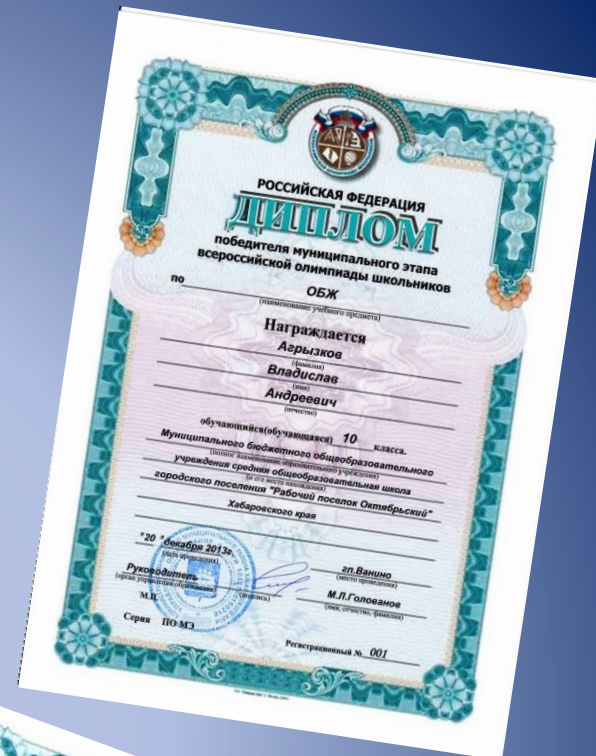 РОССИЙСКАЯ ФЕДЕРАЦИЯ
ДИПЛОМ
победителя муниципального этапа
всероссийской олимпиады школьников
по ОБЖ
(наименование учебного предмета)
Награждается
Агрызков
(фамилия)
Владислав
(имя)
Андреевич
(отчество)
обучающийся(обучающаяся) 10 класса.
Муниципального бюджетного общеобразовательного
(полное наименование образовательного учреждения)
учреждения средняя общеобразовательная школа
(и его место нахождения)
городского поселения "Рабочий поселок Октябрьский"
Хабаровского края
"20 "декабря 2013г.
(дата проведения)
гп.Ванино
(место проведения)
Руководитель
(орган управления образования)
(подпись)
М.Л.Голованов
(имя, отчество, фамилия)
М.П.
Серия ПО МЭ
Регистрационный № 001